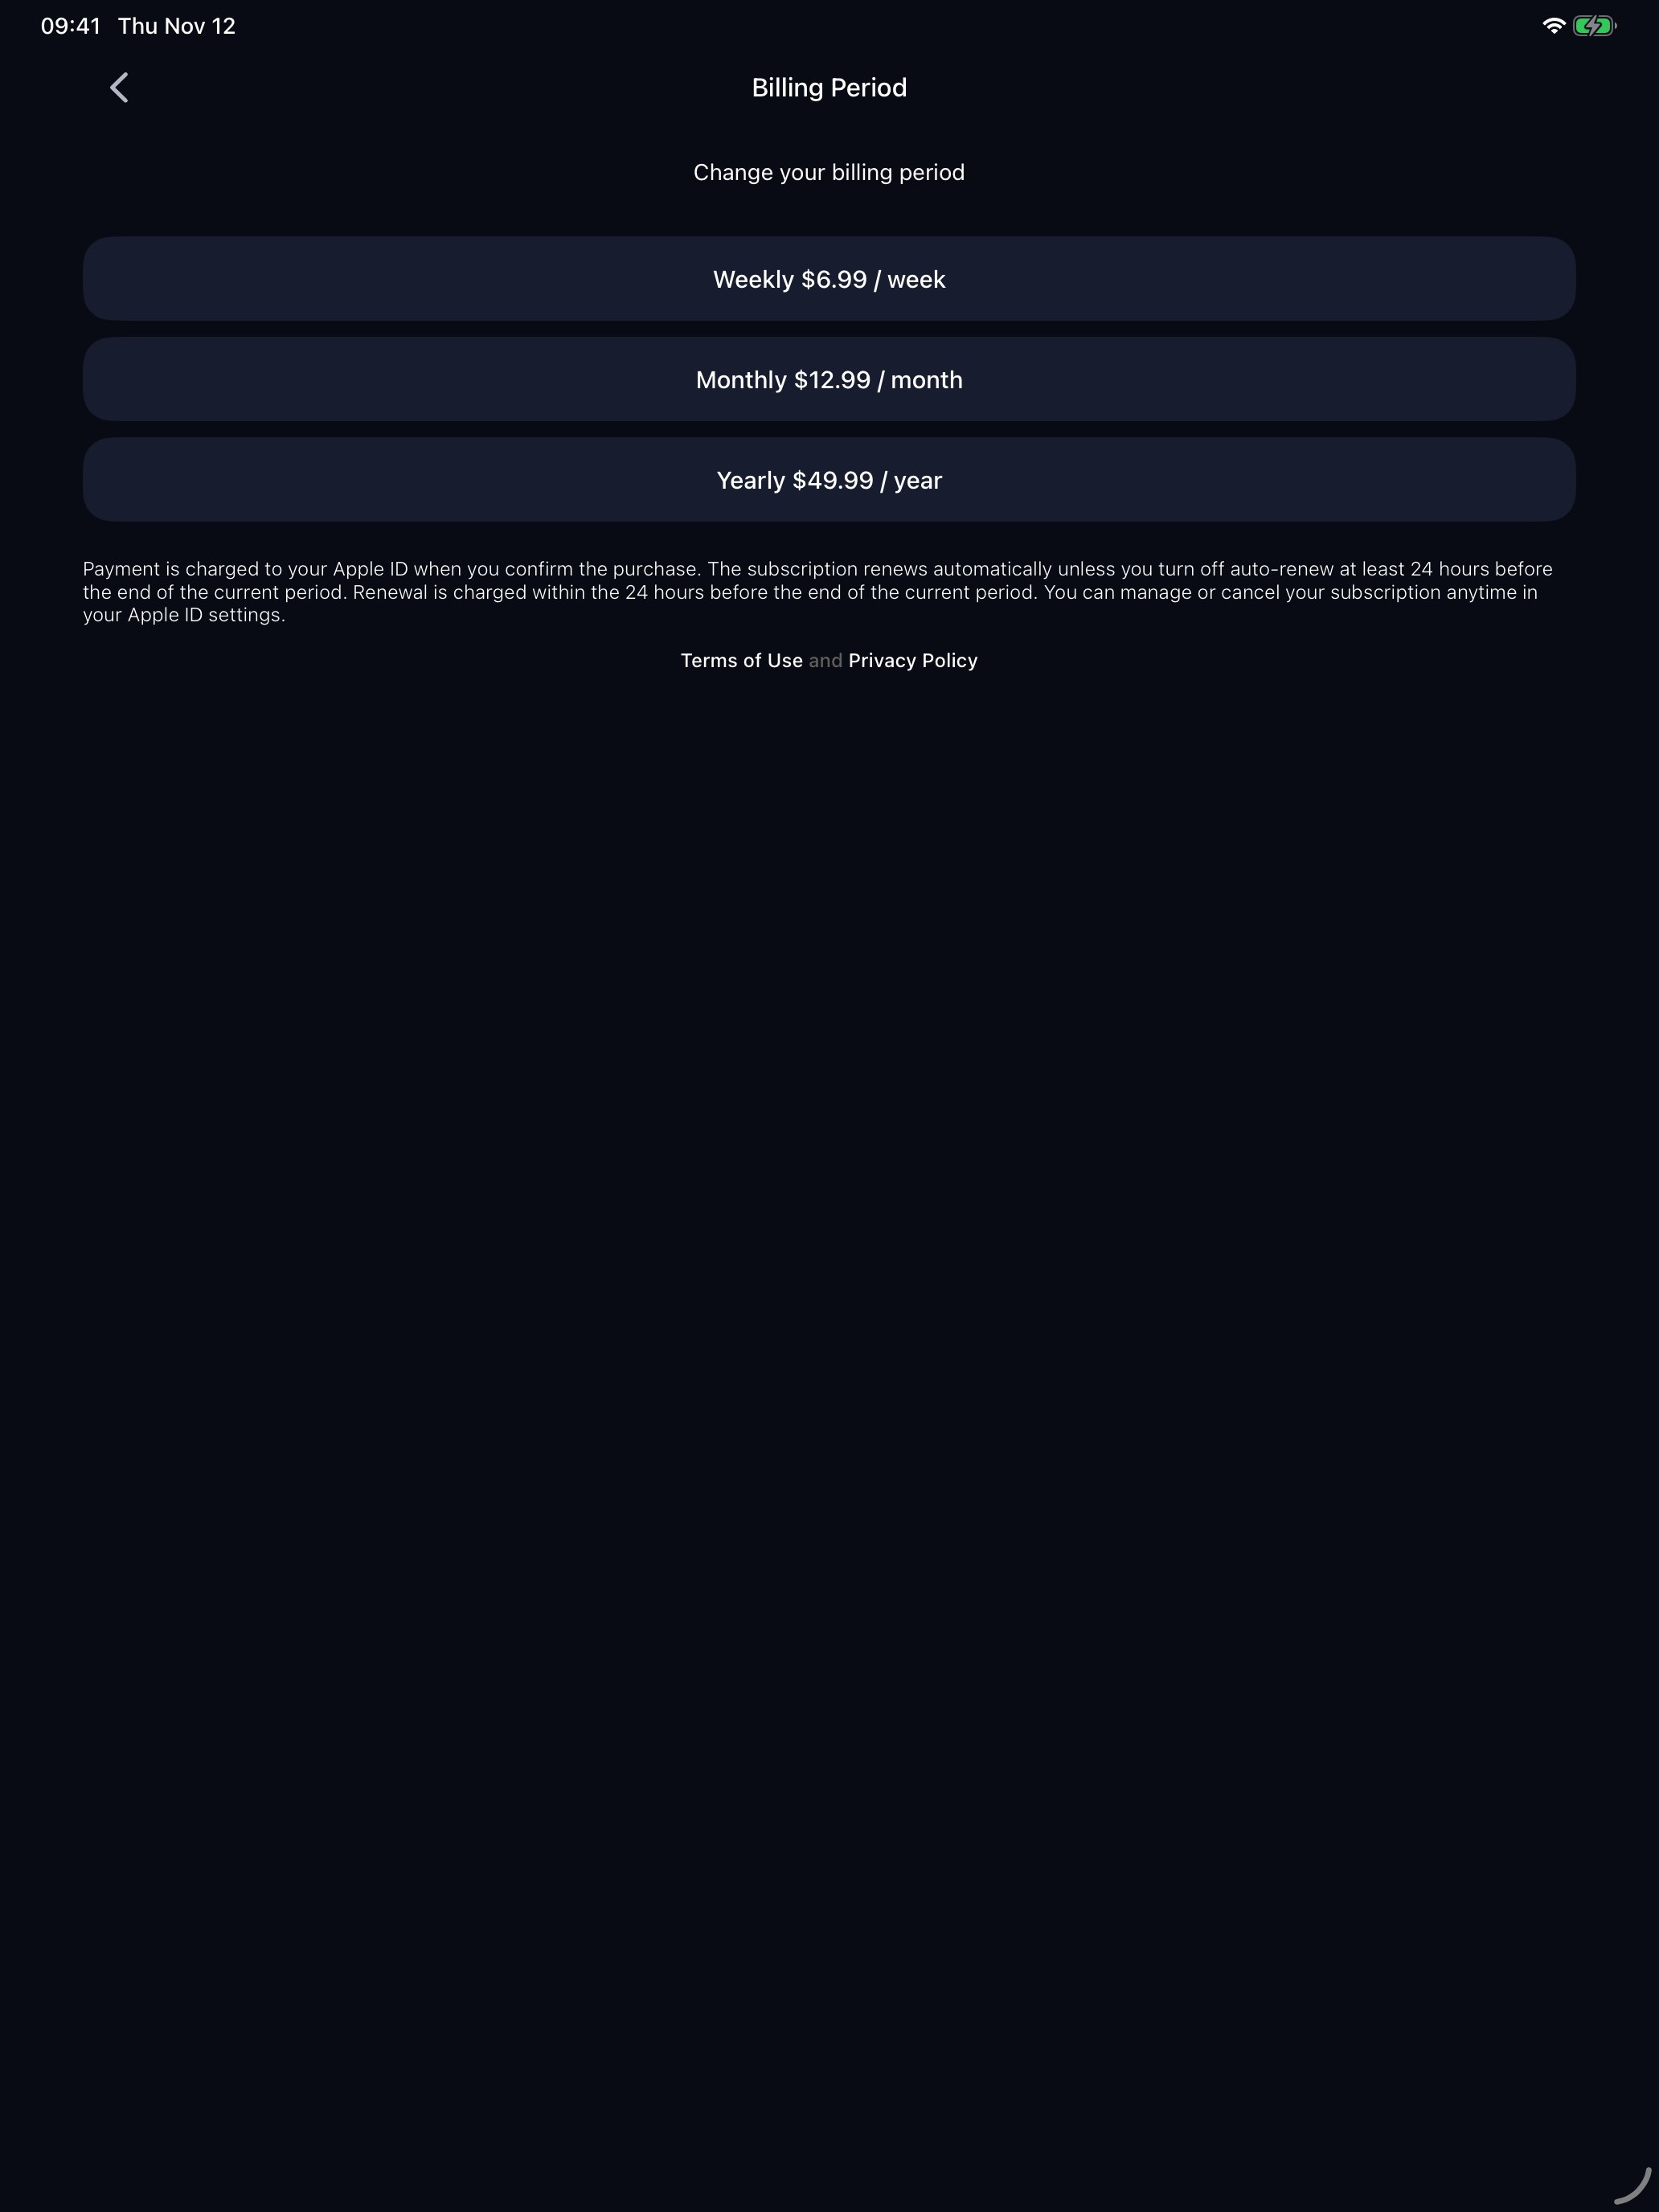 09:41 Thu Nov 12
Billing Period
Change your billing period
Weekly $6.99 / week
Monthly $12.99 / month
Yearly $49.99 / year
Payment is charged to your Apple ID when you confirm the purchase. The subscription renews automatically unless you turn off auto-renew at least 24 hours before
the end of the current period. Renewal is charged within the 24 hours before the end of the current period. You can manage or cancel your subscription anytime in
your Apple ID settings.
Terms of Use and Privacy Policy